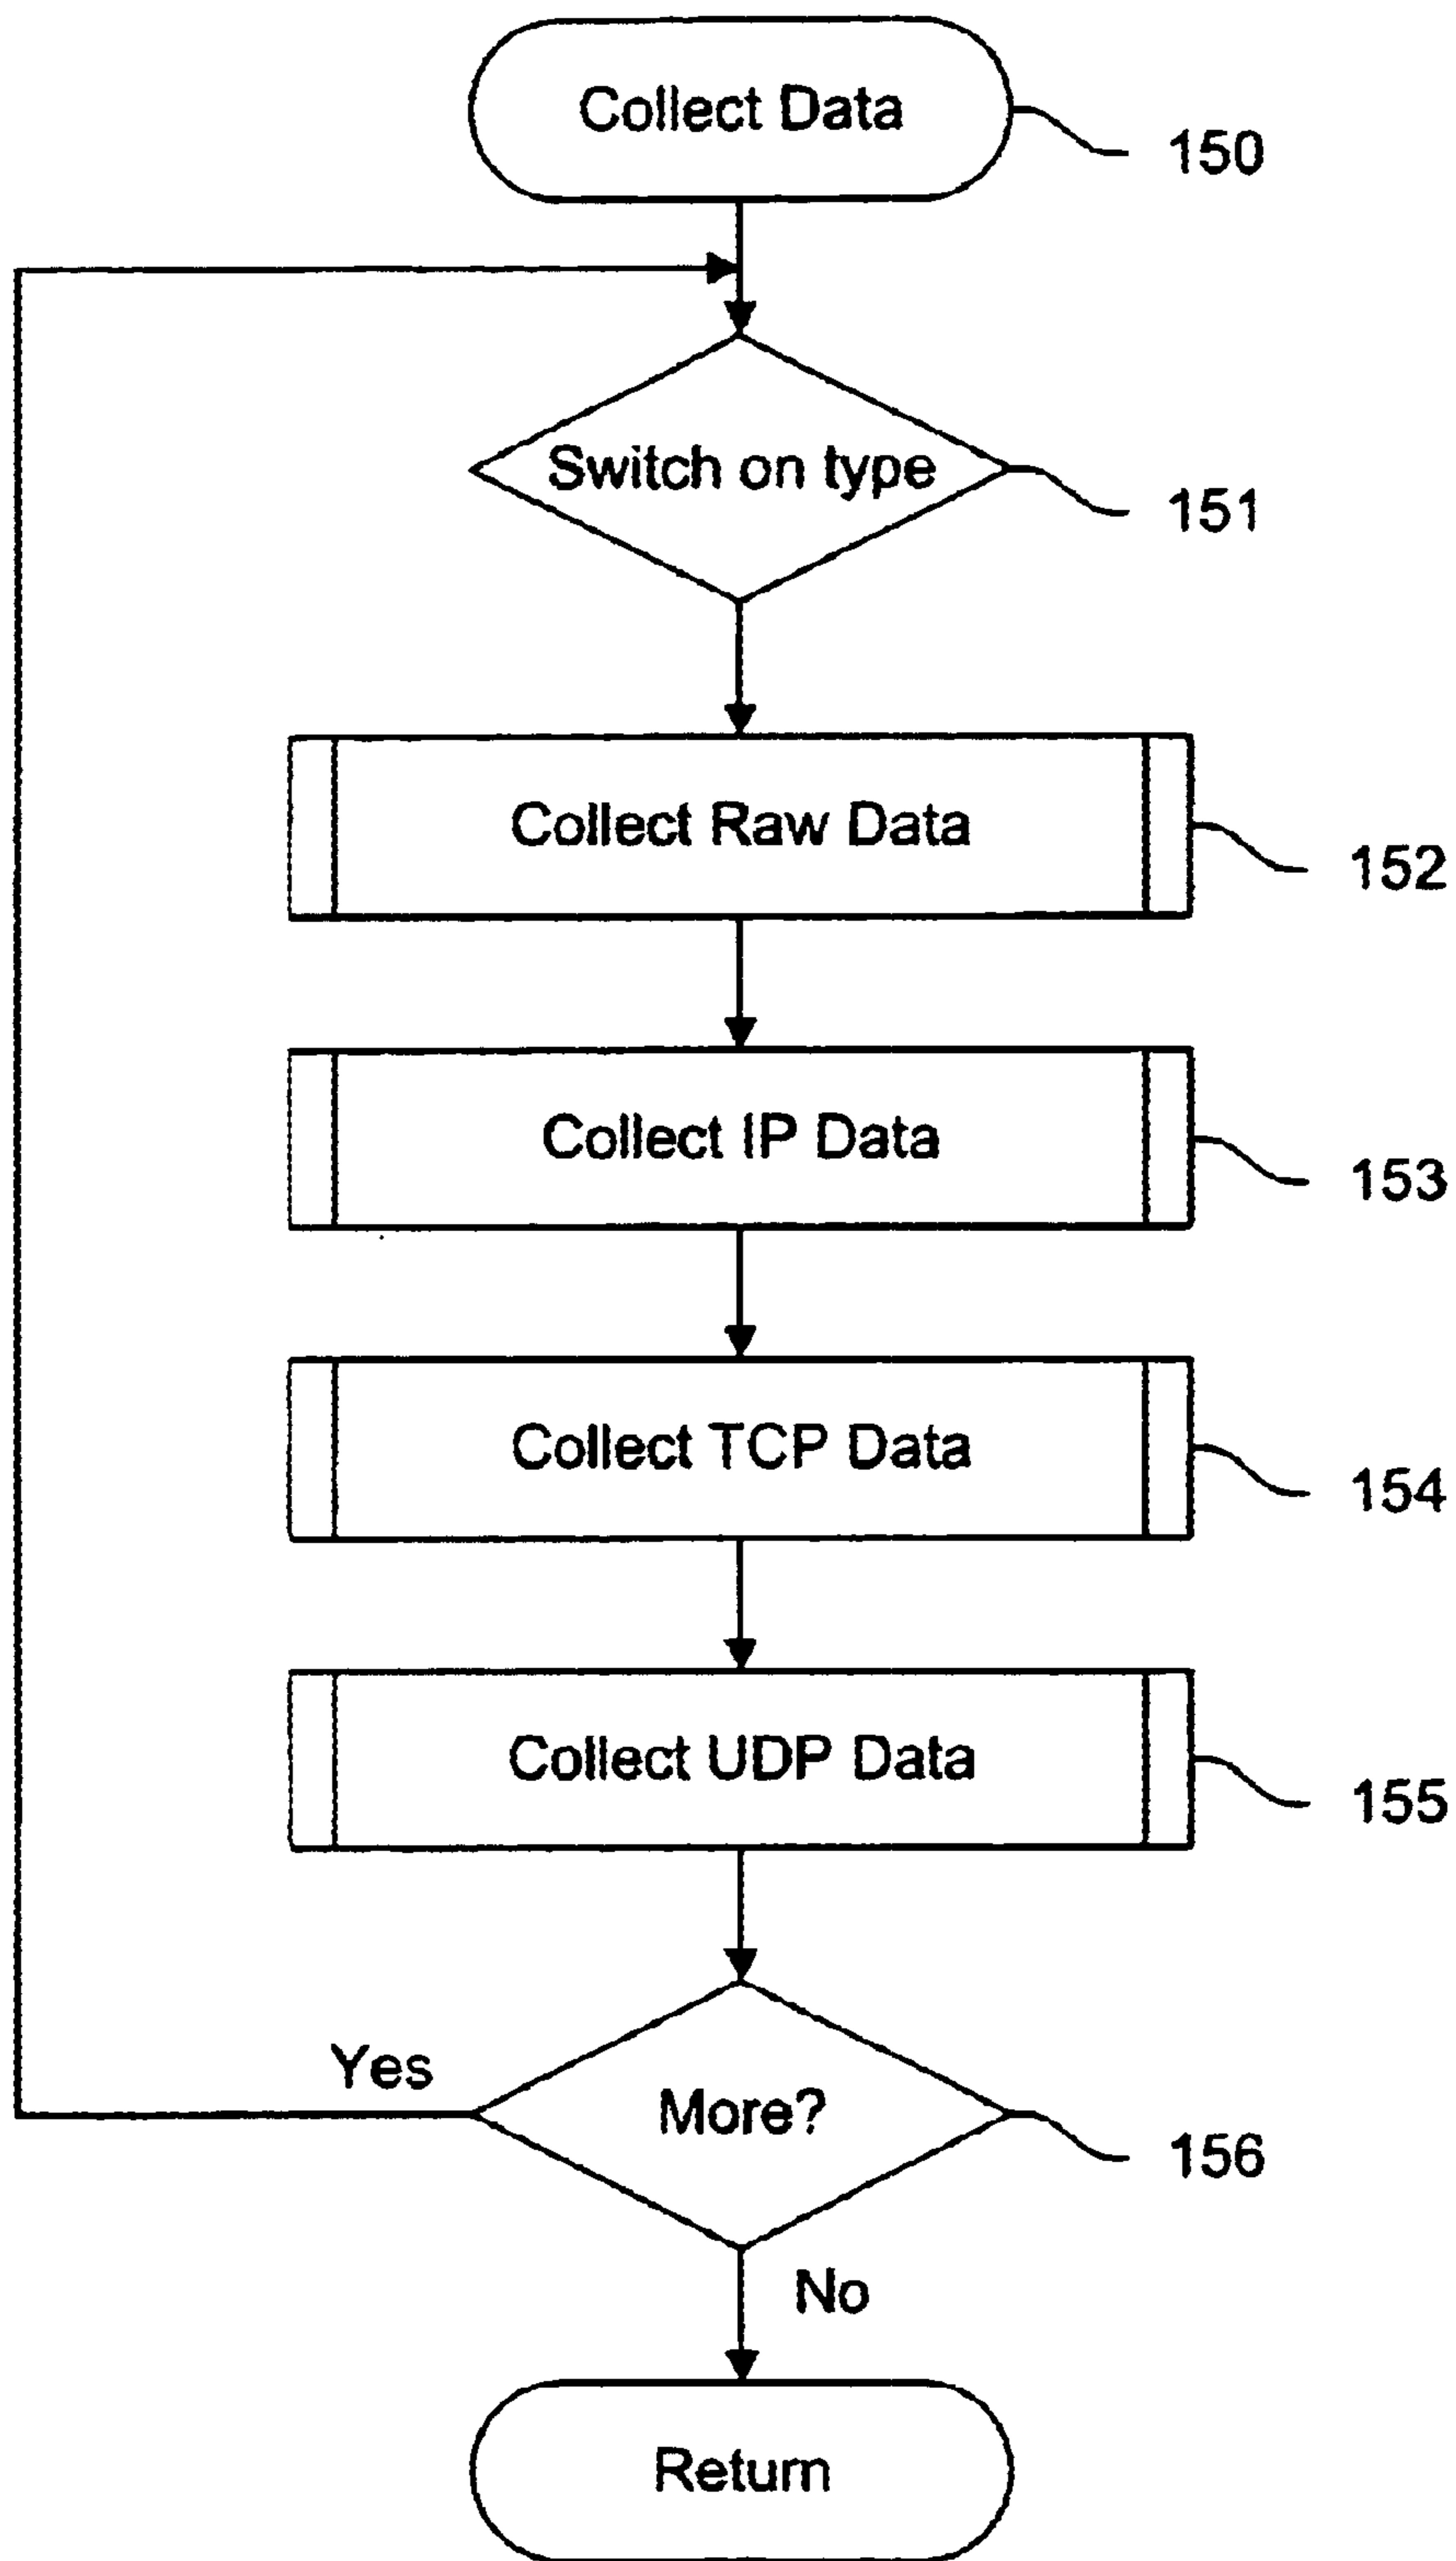 Collect Data
150
Switch on type
151
Collect Raw Data
152
Collect IP Data
153
Collect TCP Data
154
Collect UDP Data
155
Yes
More?
156
No
Return